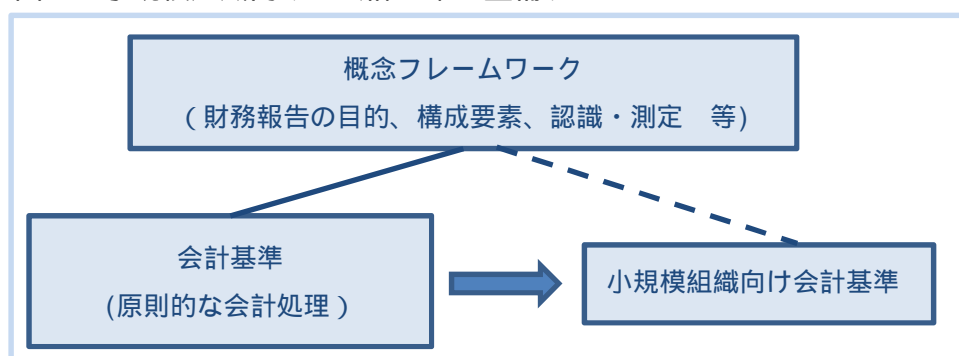 概念フレームワーク
(財務報告の目的、構成要素、認識・測定　等)
会計基準
(原則的な会計処理)
小規模組織向け会計基準